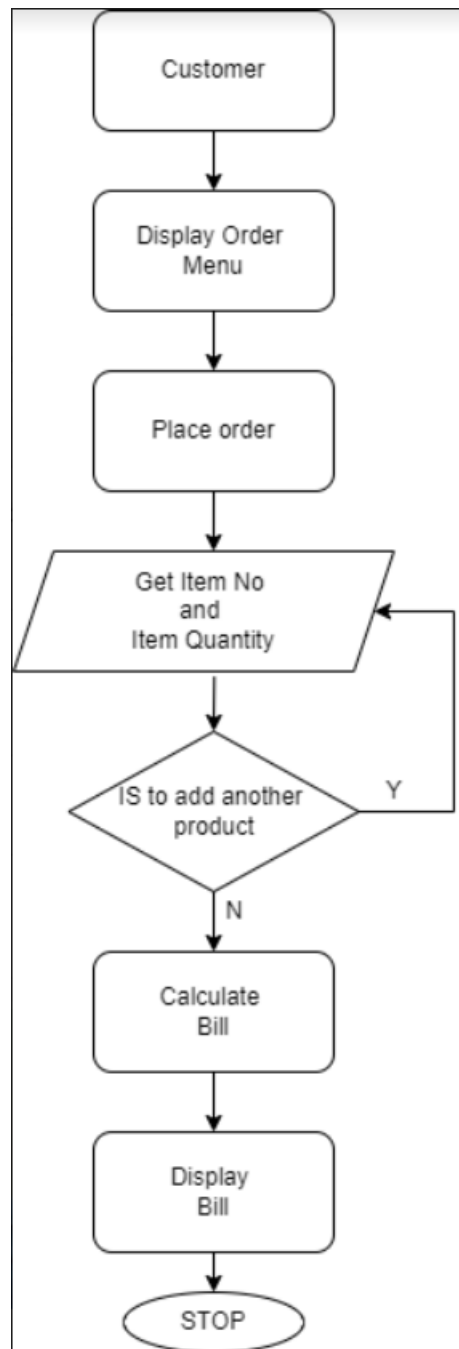 Customer
Display Order
Menu
Place order
Get Item No
and
Item Quantity
IS to add another
product
Y
N
Calculate
Bill
Display
Bill
STOP